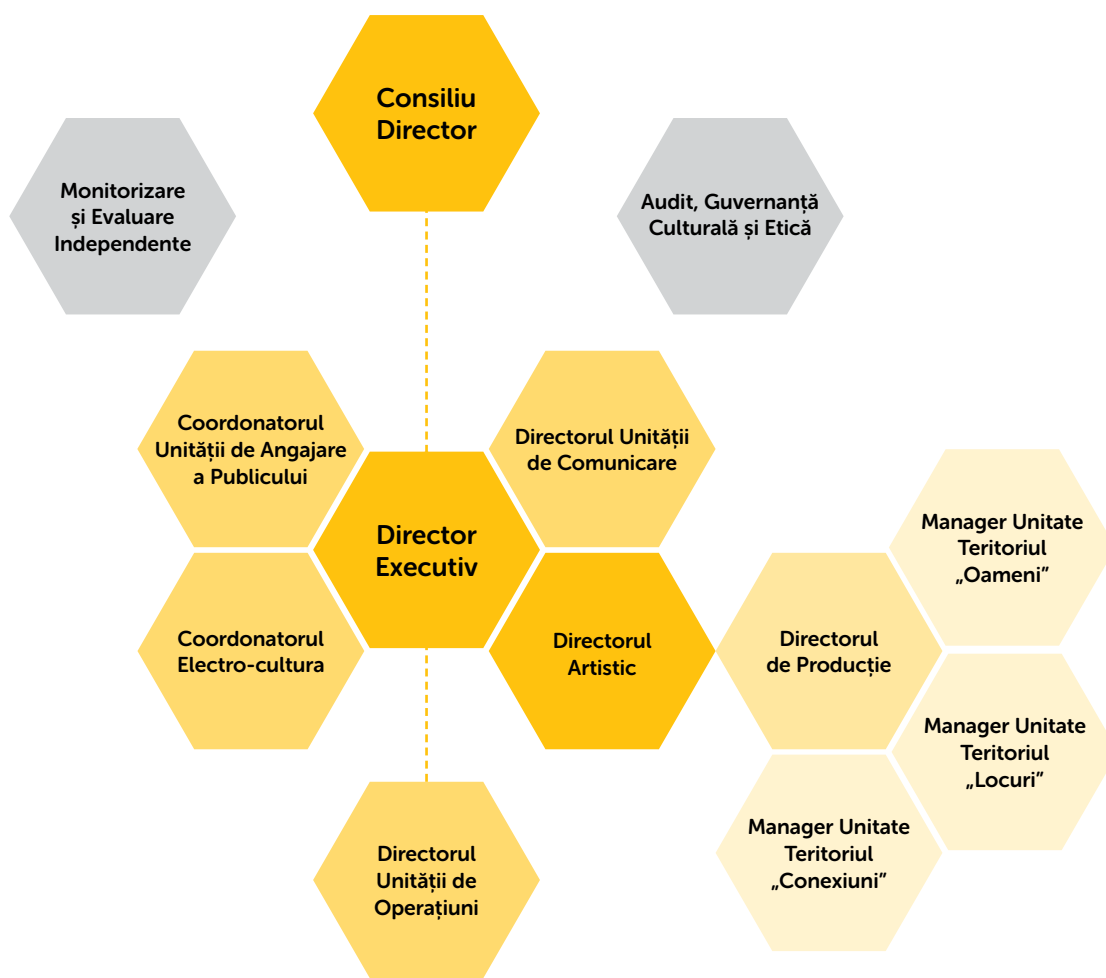 Consiliu
Director
Monitorizare
și Evaluare
Independente
Audit, Guvernanță
Culturală și Etică
Coordonatorul
Unității de Angajare
a Publicului
Directorul Unității
de Comunicare
Director
Executiv
Manager Unitate
Teritoriul
„Oameni”
Coordonatorul
Electro-cultura
Directorul
Artistic
Directorul
de Producție
Manager Unitate
Teritoriul
„Locuri”
Manager Unitate
Teritoriul
„Conexiuni”
Directorul
Unității de
Operațiuni